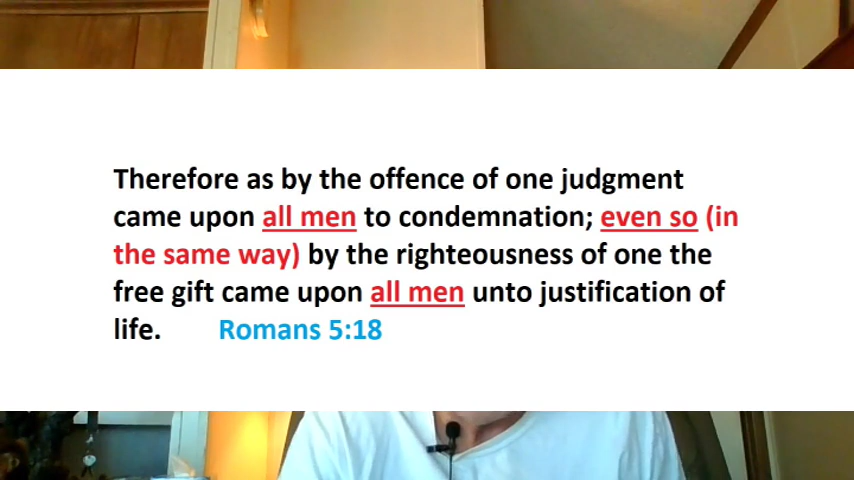 Therefore as by the offence of one judgment
came upon all men to condemnation; even so (in
the same way) by the righteousness of one the
free gift came upon all men unto justification of
life. Romans 5:18